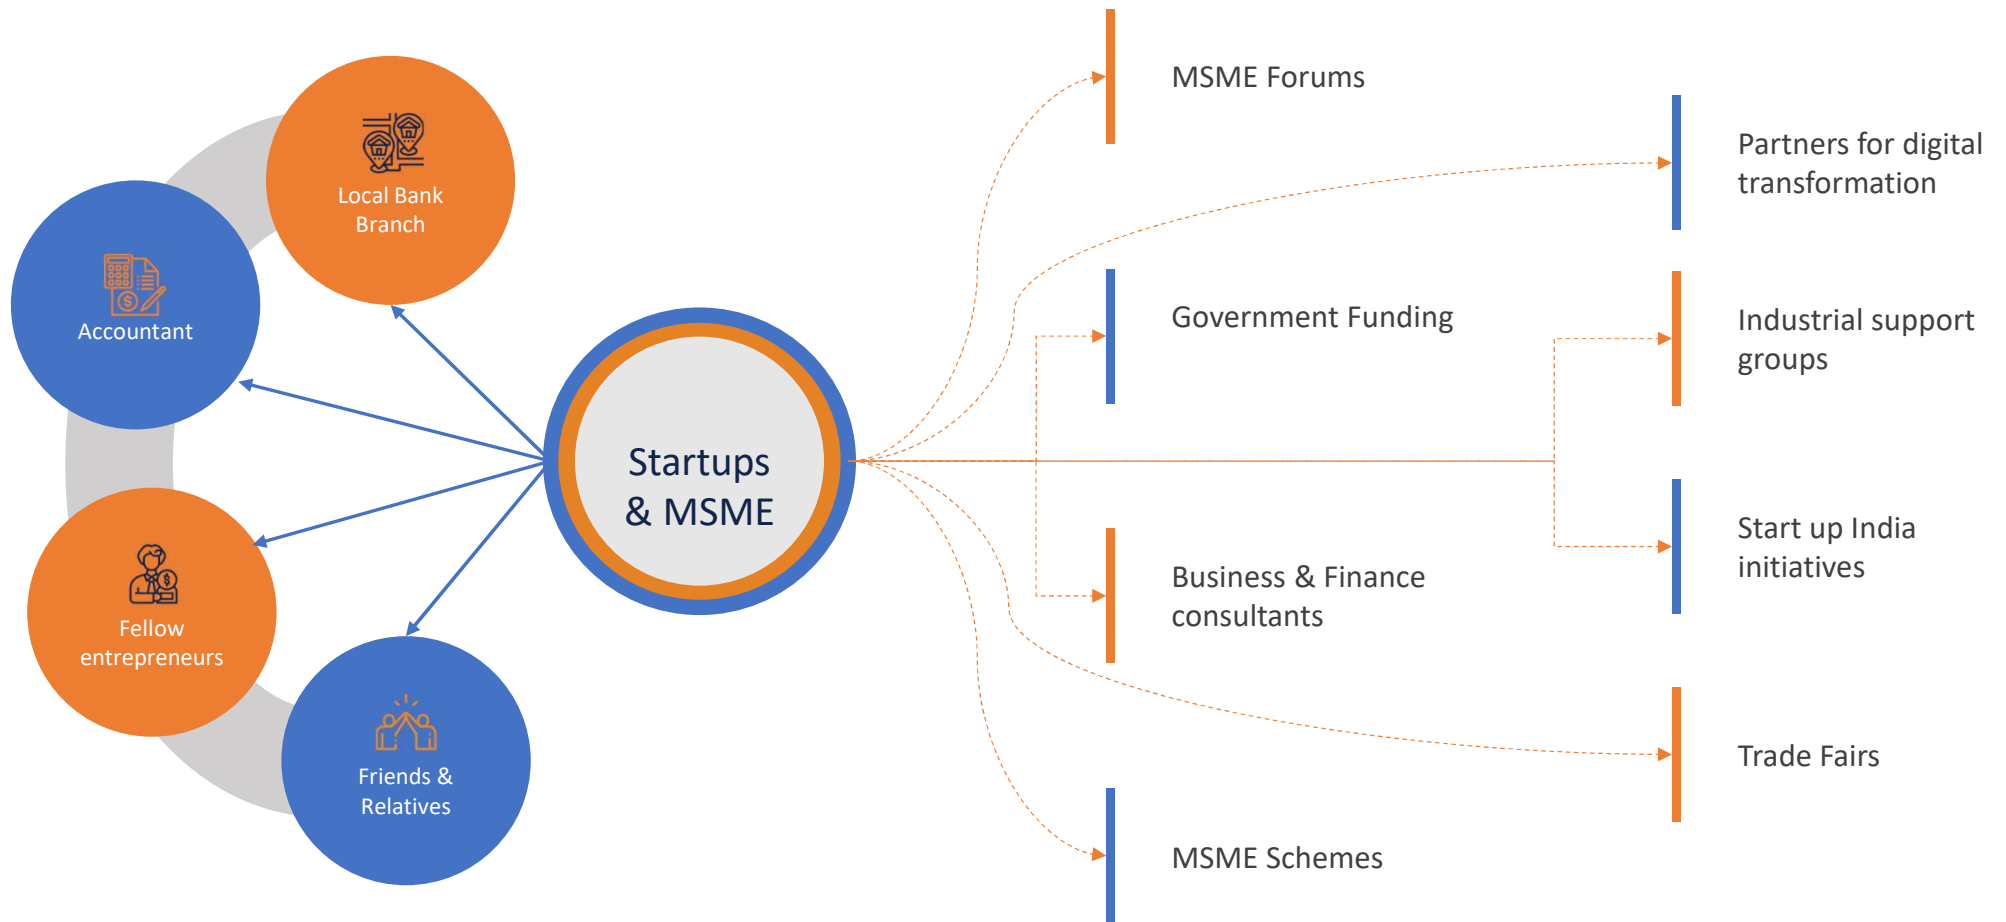 Local Bank
Branch
Accountant
Fellow
entrepreneurs
Friends &
Relatives
Startups
& MSME
MSME Forums
Government Funding
Business & Finance
consultants
MSME Schemes
Partners for digital
transformation
Industrial support
groups
Start up India
initiatives
Trade Fairs